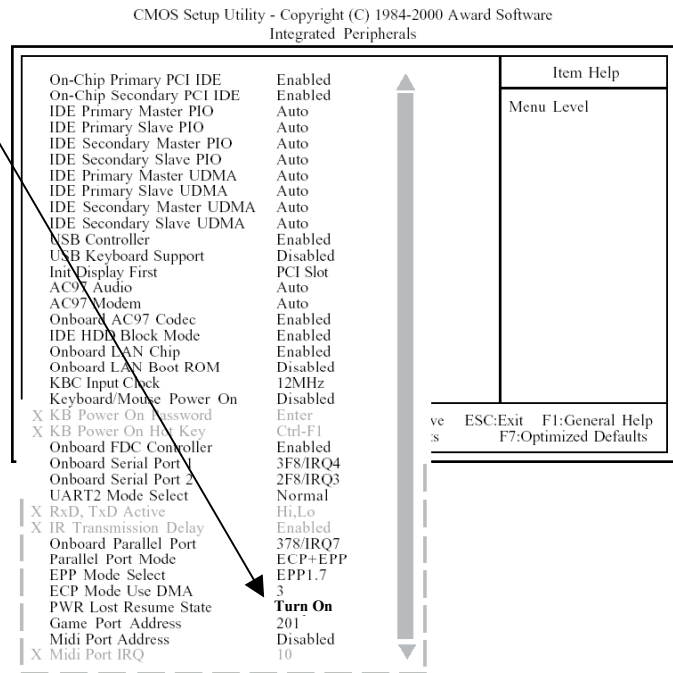 CMOS Setup Utility - Copyright (C) 1984-2000 Award Software
Integrated Peripherals
On-Chip Primary PCI IDE Enabled
On-Chip Secondary PCI IDE Enabled
IDE Primary Master PIO Auto
IDE Primary Slave PIO Auto
IDE Secondary Master PIO Auto
IDE Secondary Slave PIO Auto
IDE Primary Master UDMA Auto
IDE Primary Slave UDMA Auto
IDE Secondary Master UDMA Auto
IDE Secondary Slave UDMA Auto
USB Controller Enabled
USB Keyboard Support Disabled
Init Display First PCI Slot
AC97 Audio Auto
AC97 Modem Auto
Onboard AC97 Codec Enabled
IDE HDD Block Mode Enabled
Onboard LAN Chip Enabled
Onboard LAN Boot ROM Disabled
KBC Input Clock 12MHz
Keyboard/Mouse Power On Disabled
X KB Power On Password Enter
X KB Power On Hot Key Ctrl-F1
Onboard FDC Controller Enabled
Onboard Serial Port 1 3F8/IRQ4
Onboard Serial Port 2 2F8/IRQ3
UART2 Mode Select Normal
X RxD, TxD Active Hi,Lo
X IR Transmission Delay Enabled
Onboard Parallel Port 378/IRQ7
Parallel Port Mode ECP+EPP
EPP Mode Select EPP1.7
ECP Mode Use DMA 3
PWR Lost Resume State Turn On
Game Port Address 201
Midi Port Address Disabled
X Midi Port IRQ 10
Item Help
Menu Level
ve ESC:Exit F1:General Help
ts F7:Optimized Defaults